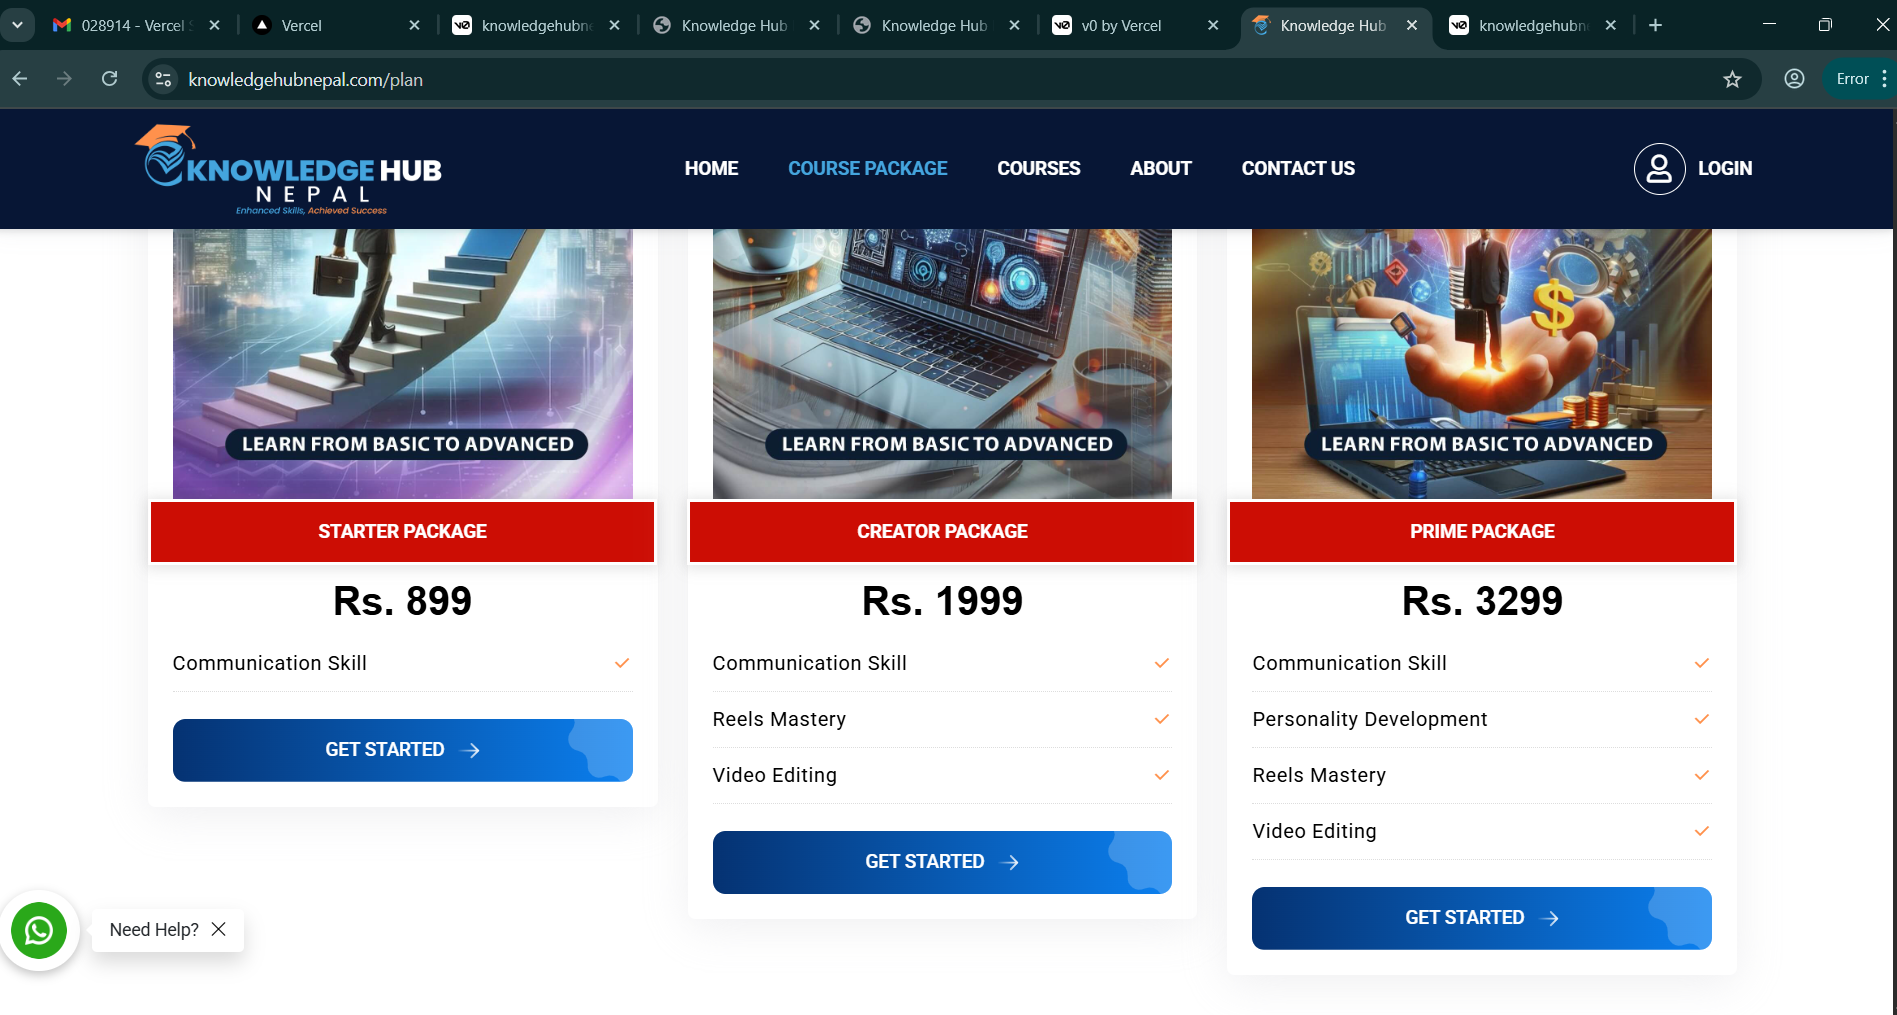 028914 - Vercel S
Vercel
knowledgehubne
Knowledge Hub
Knowledge Hub
v0 by Vercel
Knowledge Hub
knowledgehubn
knowledgehubnepal.com/plan
Error
KNOWLEDGE HUB
NEPAL
Enhanced Skills, Achieved Success
HOME
COURSE PACKAGE
COURSES
ABOUT
CONTACT US
LOGIN
LEARN FROM BASIC TO ADVANCED
STARTER PACKAGE
Rs. 899
Communication Skill
GET STARTED
LEARN FROM BASIC TO ADVANCED
CREATOR PACKAGE
Rs. 1999
Communication Skill
Reels Mastery
Video Editing
GET STARTED
LEARN FROM BASIC TO ADVANCED
PRIME PACKAGE
Rs. 3299
Communication Skill
Personality Development
Reels Mastery
Video Editing
GET STARTED
Need Help?